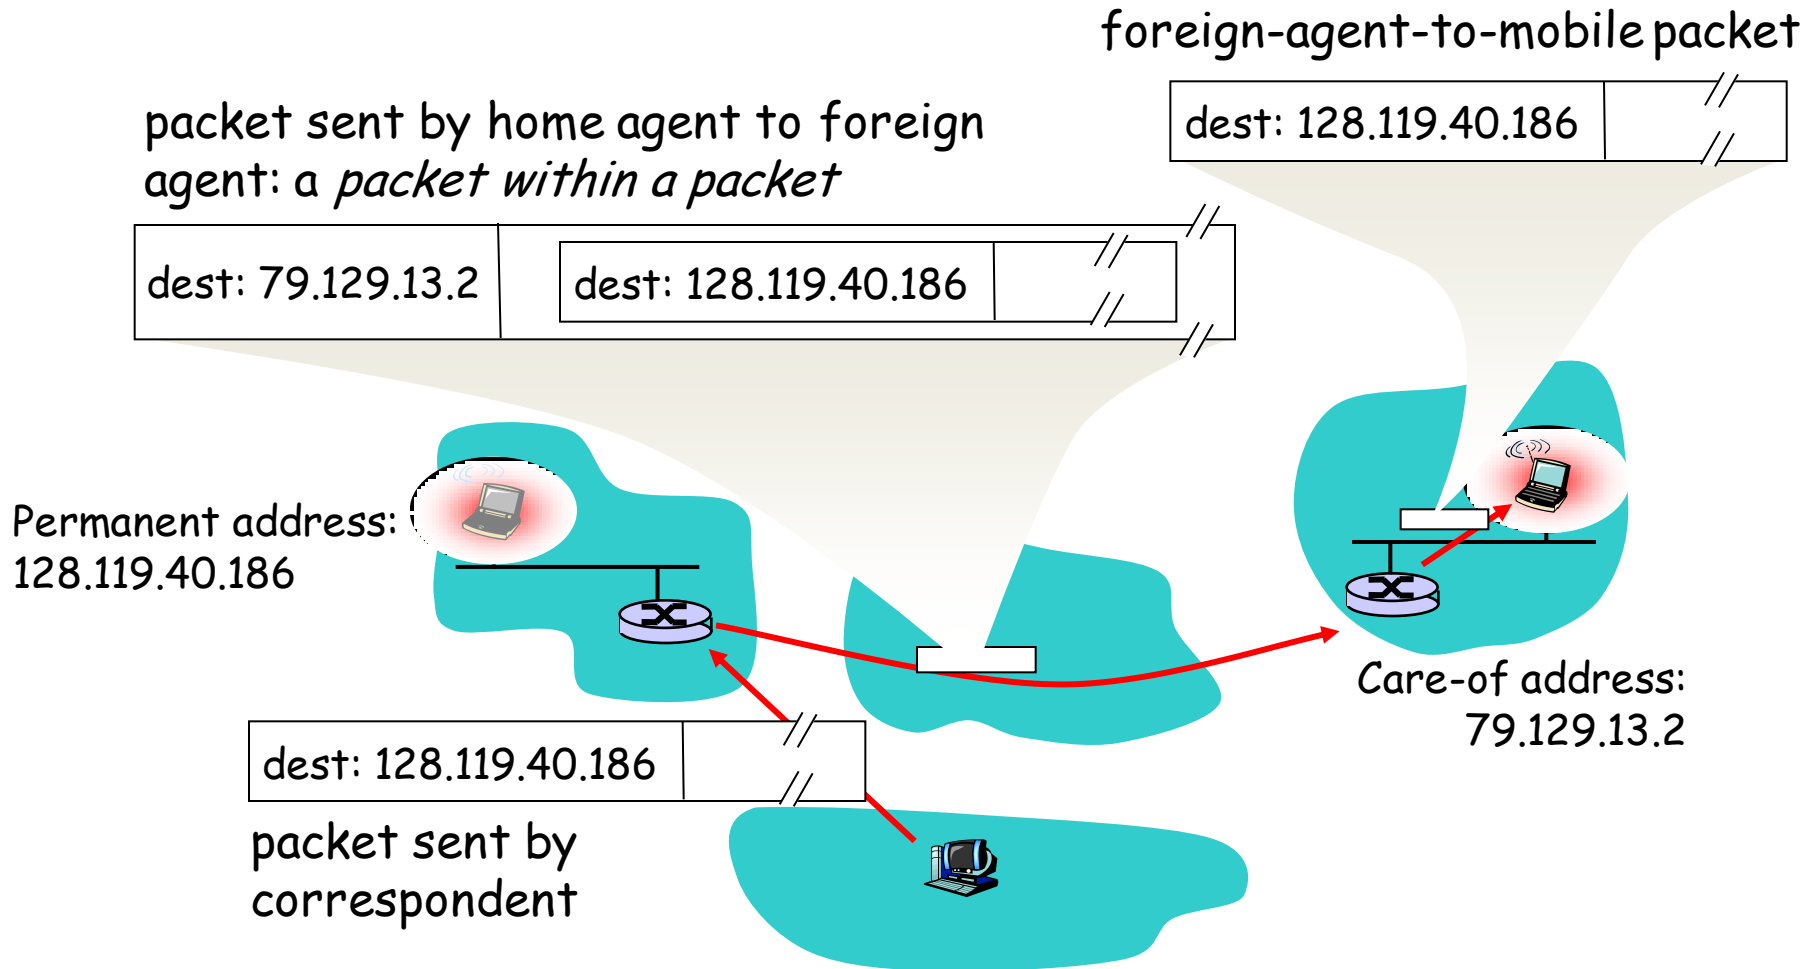 foreign-agent-to-mobile packet
dest: 128.119.40.186
packet sent by home agent to foreign
agent: a packet within a packet
dest: 79.129.13.2
dest: 128.119.40.186
Permanent address:
128.119.40.186
Care-of address:
79.129.13.2
dest: 128.119.40.186
packet sent by
correspondent